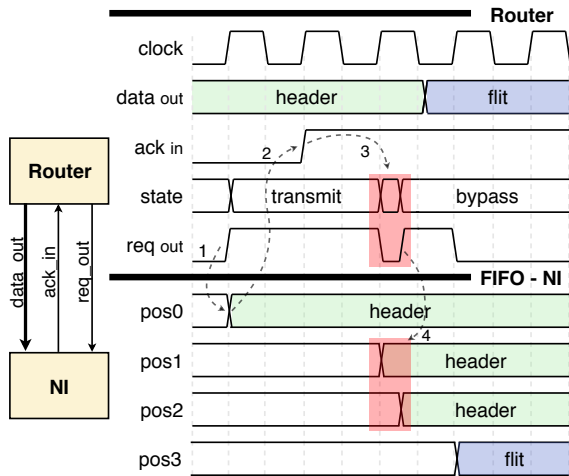 Router
clock
data out
header
flit
ack in
2
3
state
transmit
bypass
req out
1
FIFO - NI
pos0
header
4
pos1
header
pos2
header
pos3
flit
Router
data_out
ack_in
req_out
NI